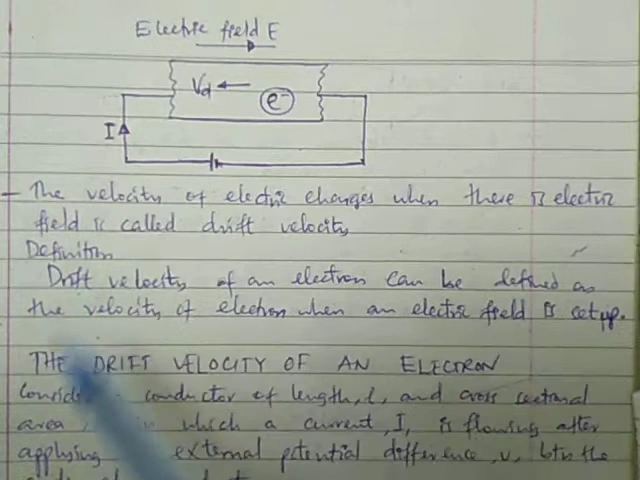 Electric field E
Vd
e-
I
- The velocity of electric charges when there is electric
field is called drift velocity
Definition
Drift velocity of an electron can be defined as
the velocity of electron when an electric field is set up.
THE DRIFT VELOCITY OF AN ELECTRON
conductor of length, l, and cross sectional
area, in which a current, I, is flowing after
applying external potential difference, v, btn the